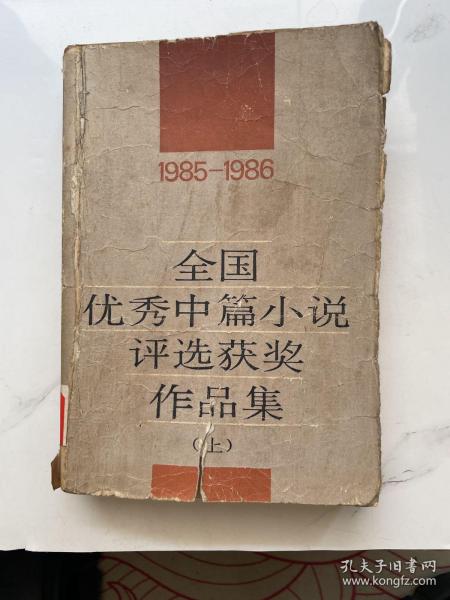 1985-1986
全国
优秀中篇小说
评选获奖
作品集
（上）
孔夫子旧书网
www.kongfz.com